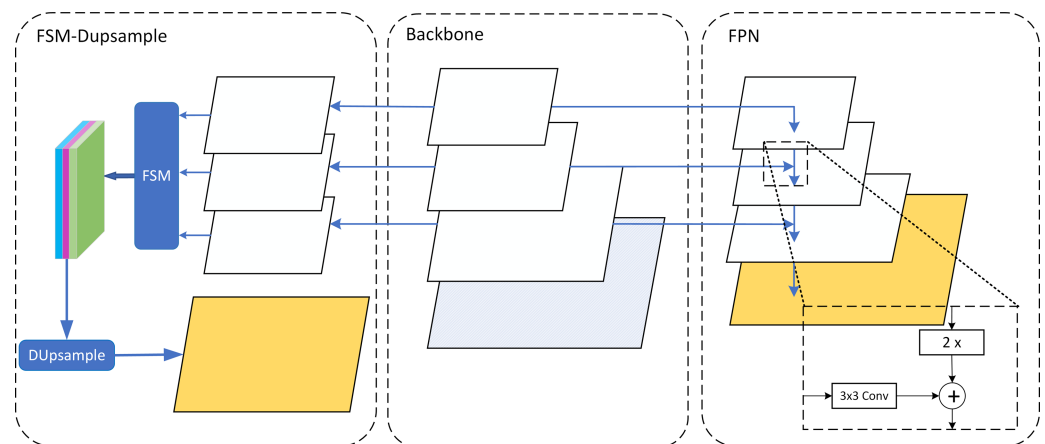 FSM-Dupsample
Backbone
FPN
FSM
DUpsample
2 x
3x3 Conv
+